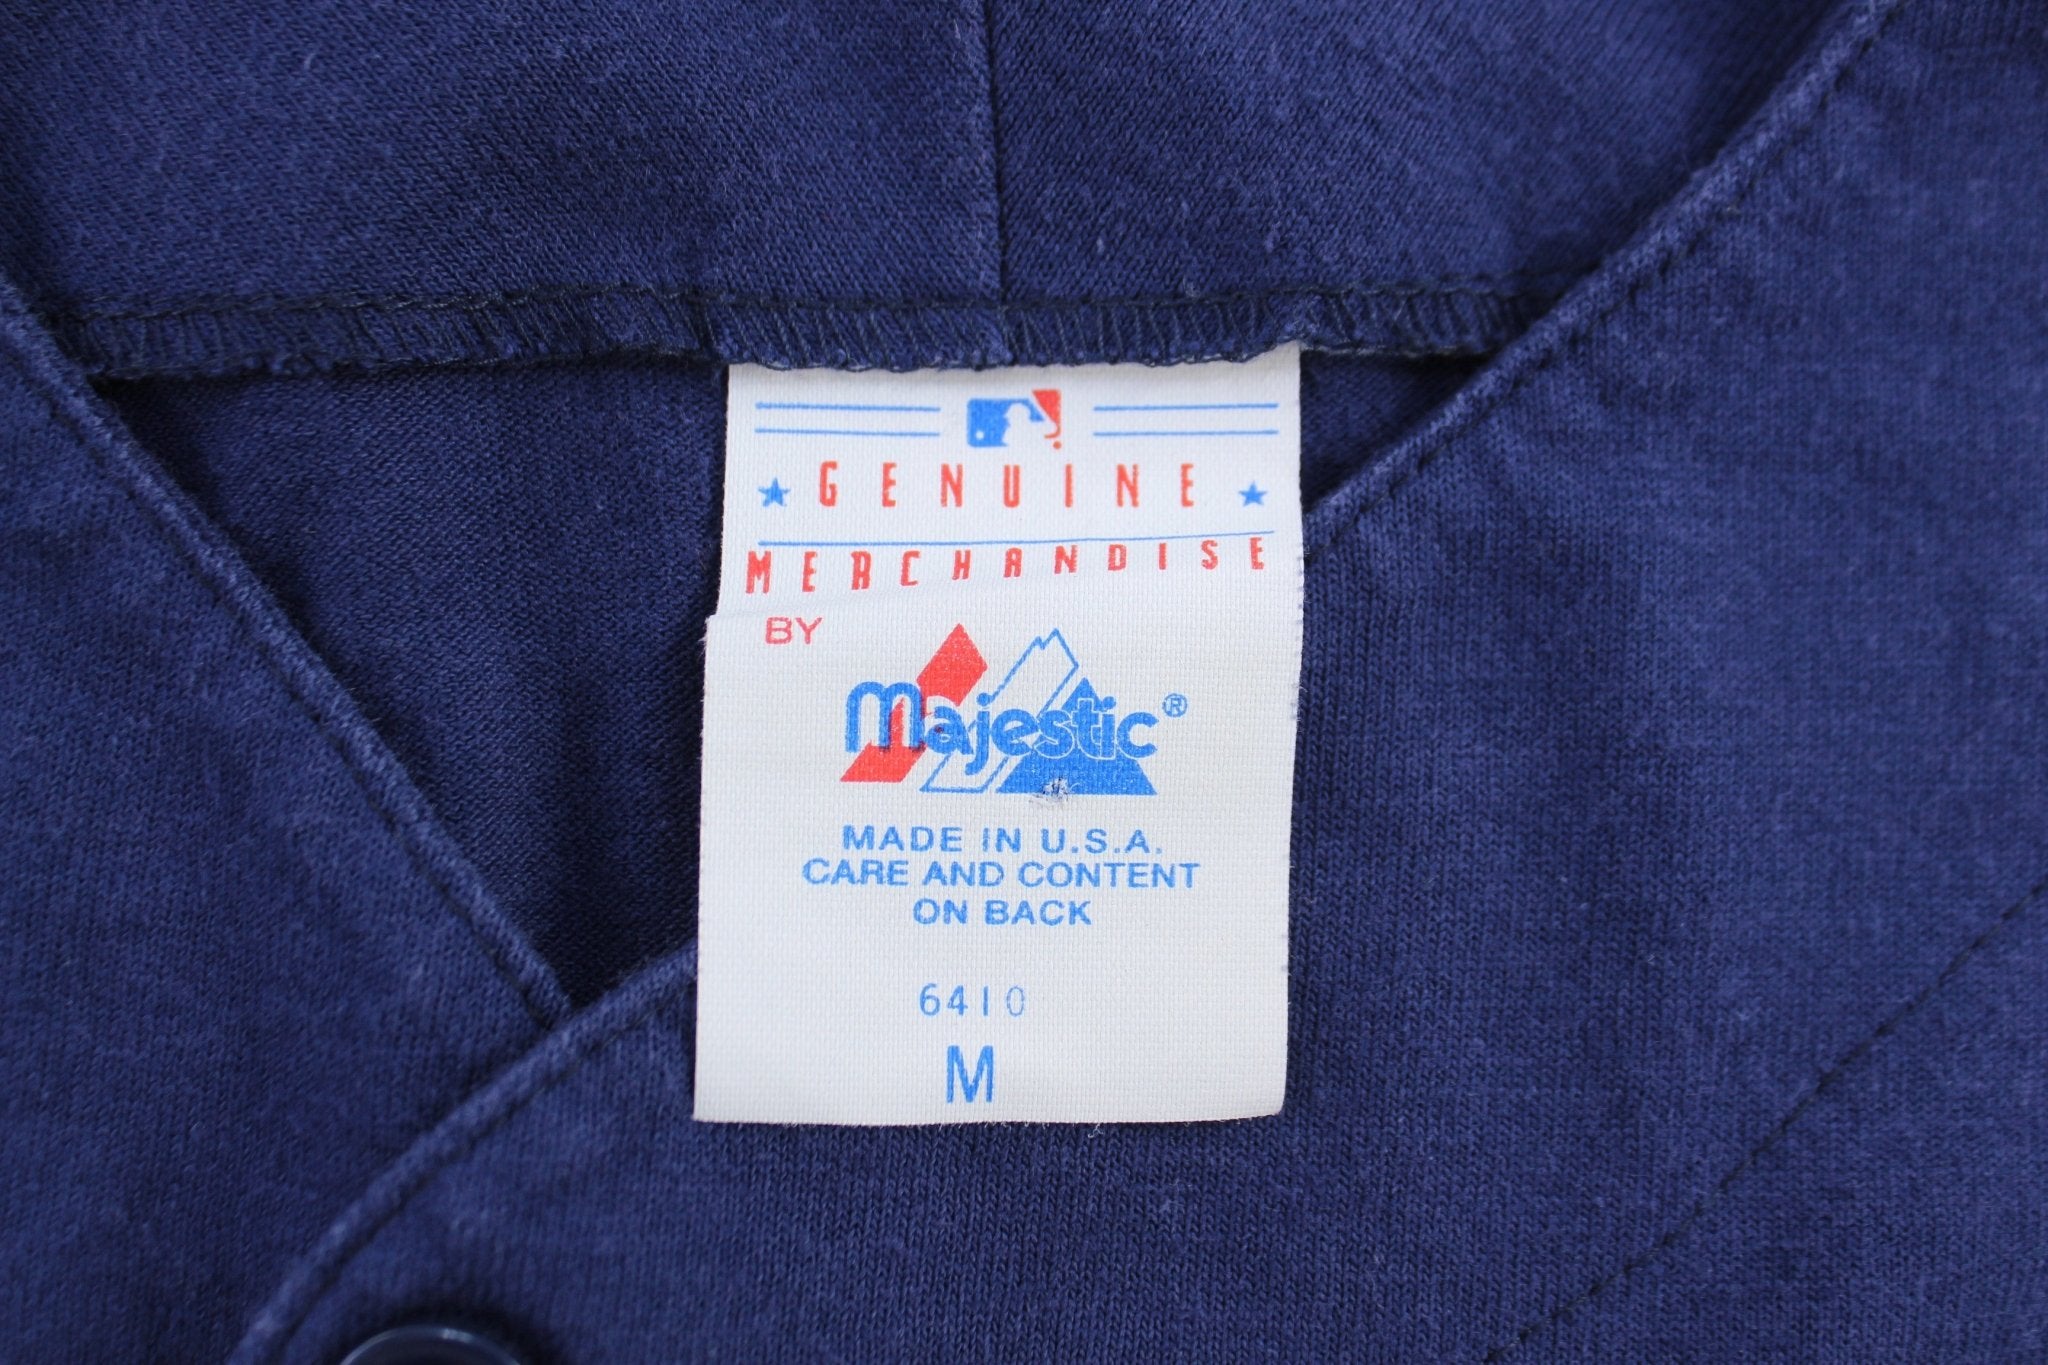 GENUINE
MERCHANDISE
BY
Majestic®
MADE IN U.S.A.
CARE AND CONTENT
ON BACK
6410
M